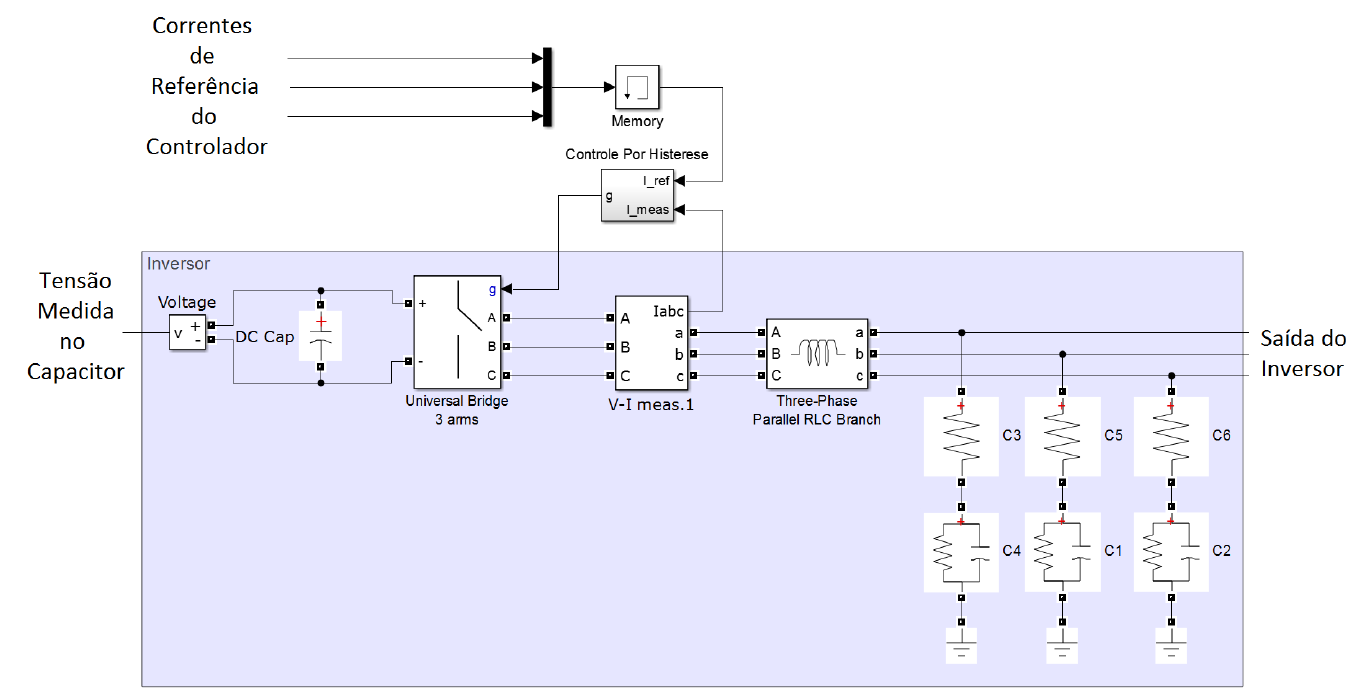 Correntes
de
Referência
do
Controlador
Memory
Controle Por Histerese
I_ref
g
I_meas
Inversor
Tensão
Medida
no
Capacitor
Voltage
v
+
-
DC Cap
+
+
-
g
A
B
C
Universal Bridge
3 arms
A
B
C
Iabc
a
b
c
V-I meas.1
A
B
C
a
b
c
Three-Phase
Parallel RLC Branch
Saída do
Inversor
+
C3
+
C5
+
C6
+
C4
+
C1
+
C2